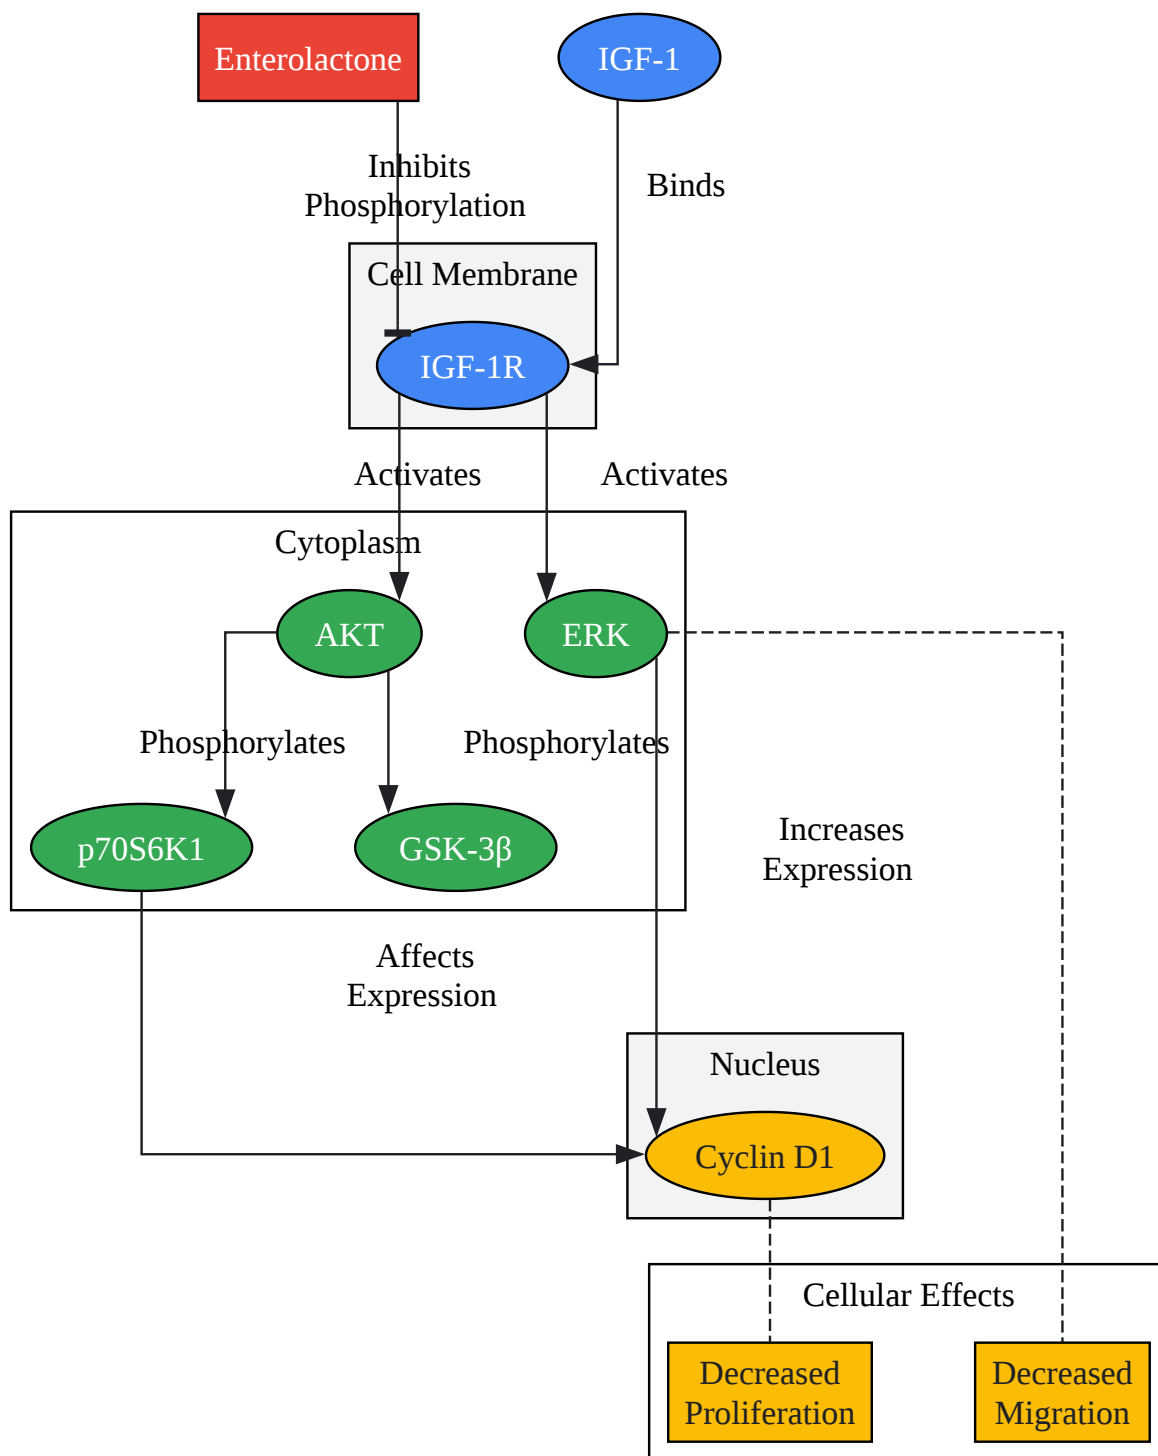 Enterolactone
IGF-1
Inhibits
Phosphorylation
Binds
Cell Membrane
IGF-1R
Activates
Activates
Cytoplasm
AKT
ERK
Phosphorylates
Phosphorylates
p70S6K1
GSK-3β
Increases
Expression
Affects
Expression
Nucleus
Cyclin D1
Cellular Effects
Decreased
Proliferation
Decreased
Migration